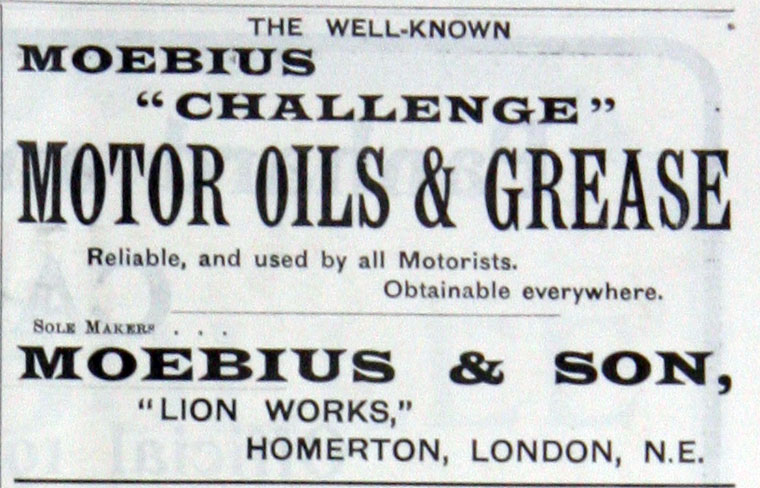 THE WELL-KNOWN
MOEBIUS
“CHALLENGE”
MOTOR OILS & GREASE
Reliable, and used by all Motorists.
Obtainable everywhere.
SOLE MAKERS . . .
MOEBIUS & SON,
“LION WORKS,”
HOMERTON, LONDON, N.E.